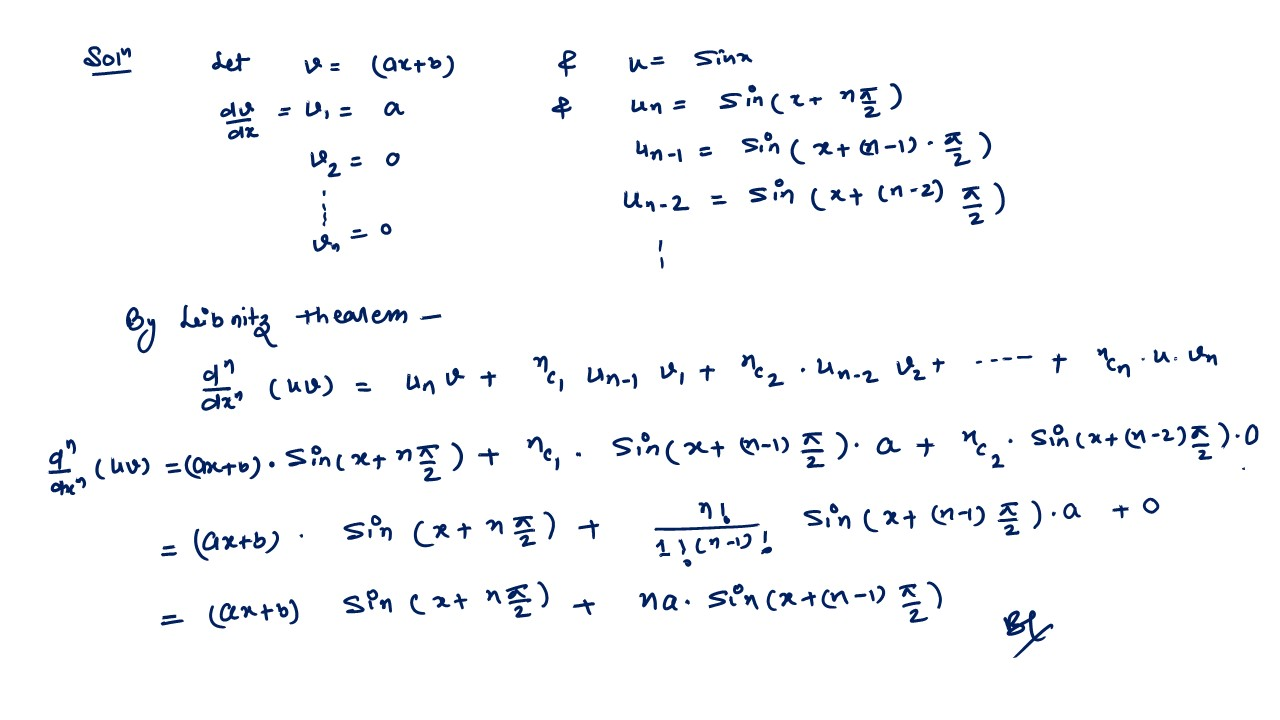 Solⁿ Let v = (ax+b) & u = sinx
dv/dx = v₁ = a & uₙ = sin(x + nπ/2)
v₂ = 0 uₙ₋₁ = sin(x + (n-1)·π/2)
uₙ₋₂ = sin(x + (n-2) π/2)
vₙ = 0
By Leibnitz theorem —
dⁿ/dxⁿ (uv) = uₙ v + ⁿc₁ uₙ₋₁ v₁ + ⁿc₂ · uₙ₋₂ v₂ + ---- + ⁿcₙ · u · vₙ
dⁿ/dxⁿ (uv) = (ax+b) · sin(x + nπ/2) + ⁿc₁ · sin(x + (n-1) π/2) · a + ⁿc₂ · sin(x + (n-2) π/2) · 0
= (ax+b) · sin(x + nπ/2) + n!/1!(n-1)! sin(x + (n-1) π/2) · a + 0
= (ax+b) sin(x + nπ/2) + na · sin(x + (n-1) π/2)